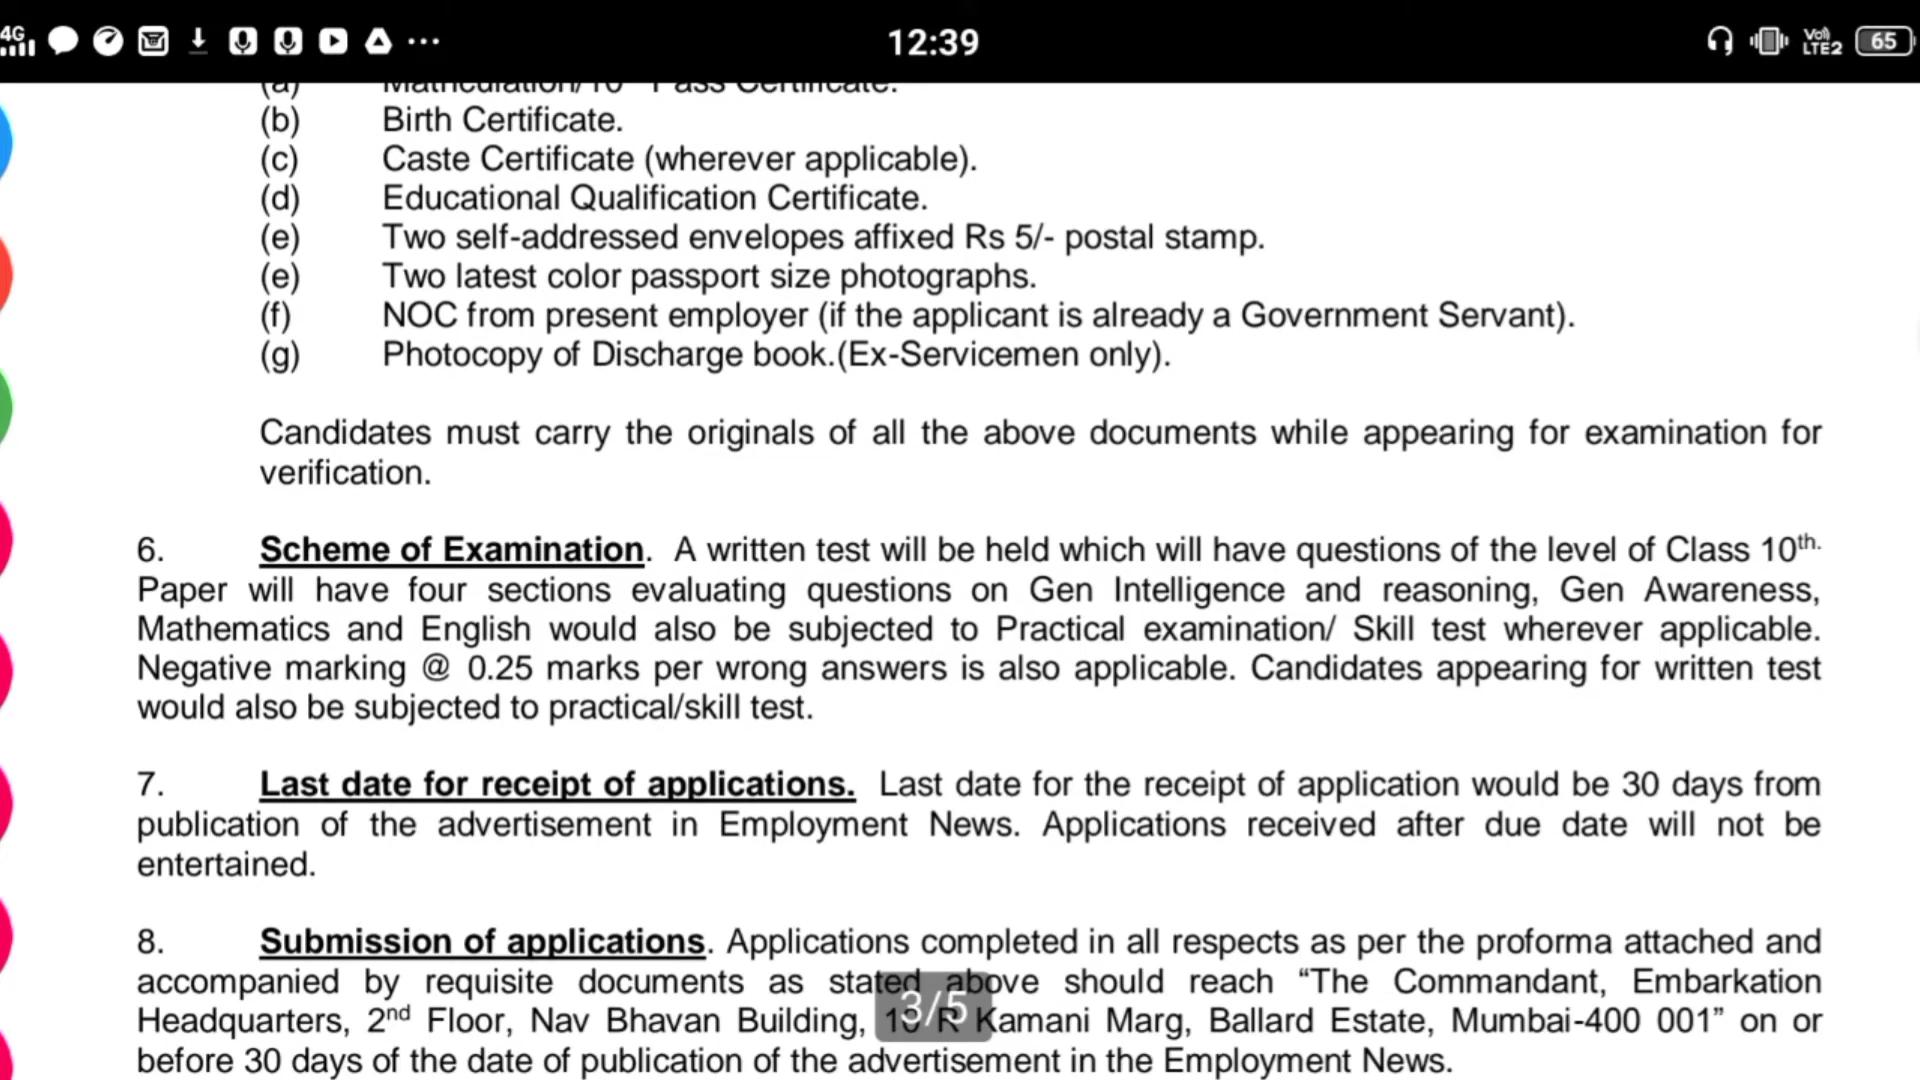 4G 12:39 Vo) LTE2 65
(a) Matriculation/10 Pass Certificate.
(b) Birth Certificate.
(c) Caste Certificate (wherever applicable).
(d) Educational Qualification Certificate.
(e) Two self-addressed envelopes affixed Rs 5/- postal stamp.
(e) Two latest color passport size photographs.
(f) NOC from present employer (if the applicant is already a Government Servant).
(g) Photocopy of Discharge book.(Ex-Servicemen only).
Candidates must carry the originals of all the above documents while appearing for examination for
verification.
6. Scheme of Examination. A written test will be held which will have questions of the level of Class 10th.
Paper will have four sections evaluating questions on Gen Intelligence and reasoning, Gen Awareness,
Mathematics and English would also be subjected to Practical examination/ Skill test wherever applicable.
Negative marking @ 0.25 marks per wrong answers is also applicable. Candidates appearing for written test
would also be subjected to practical/skill test.
7. Last date for receipt of applications. Last date for the receipt of application would be 30 days from
publication of the advertisement in Employment News. Applications received after due date will not be
entertained.
8. Submission of applications. Applications completed in all respects as per the proforma attached and
accompanied by requisite documents as stated above should reach “The Commandant, Embarkation
Headquarters, 2nd Floor, Nav Bhavan Building, R Kamani Marg, Ballard Estate, Mumbai-400 001” on or
3/5
before 30 days of the date of publication of the advertisement in the Employment News.